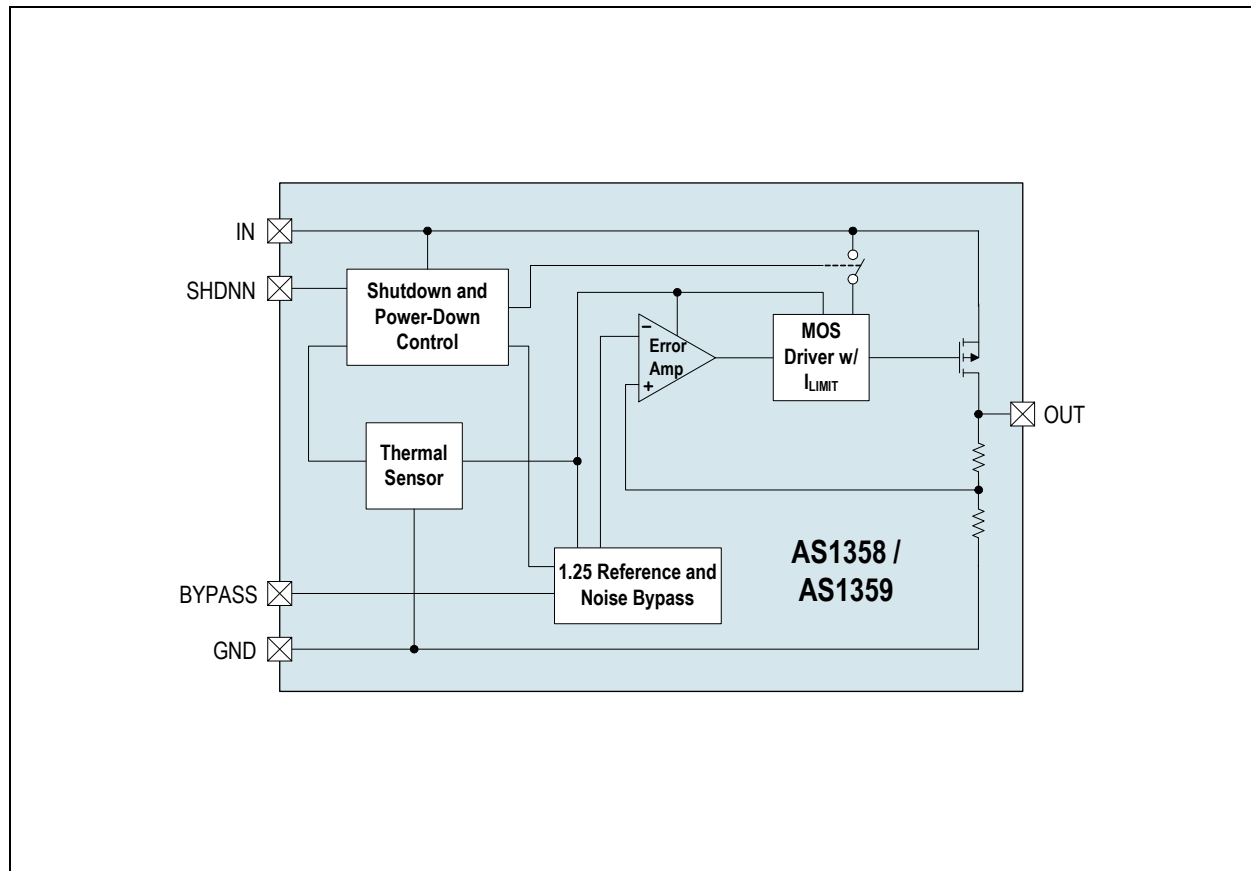 IN
SHDNN
Shutdown and
Power-Down
Control
–
Error
Amp
+
MOS
Driver w/
ILIMIT
OUT
Thermal
Sensor
1.25 Reference and
Noise Bypass
AS1358 /
AS1359
BYPASS
GND